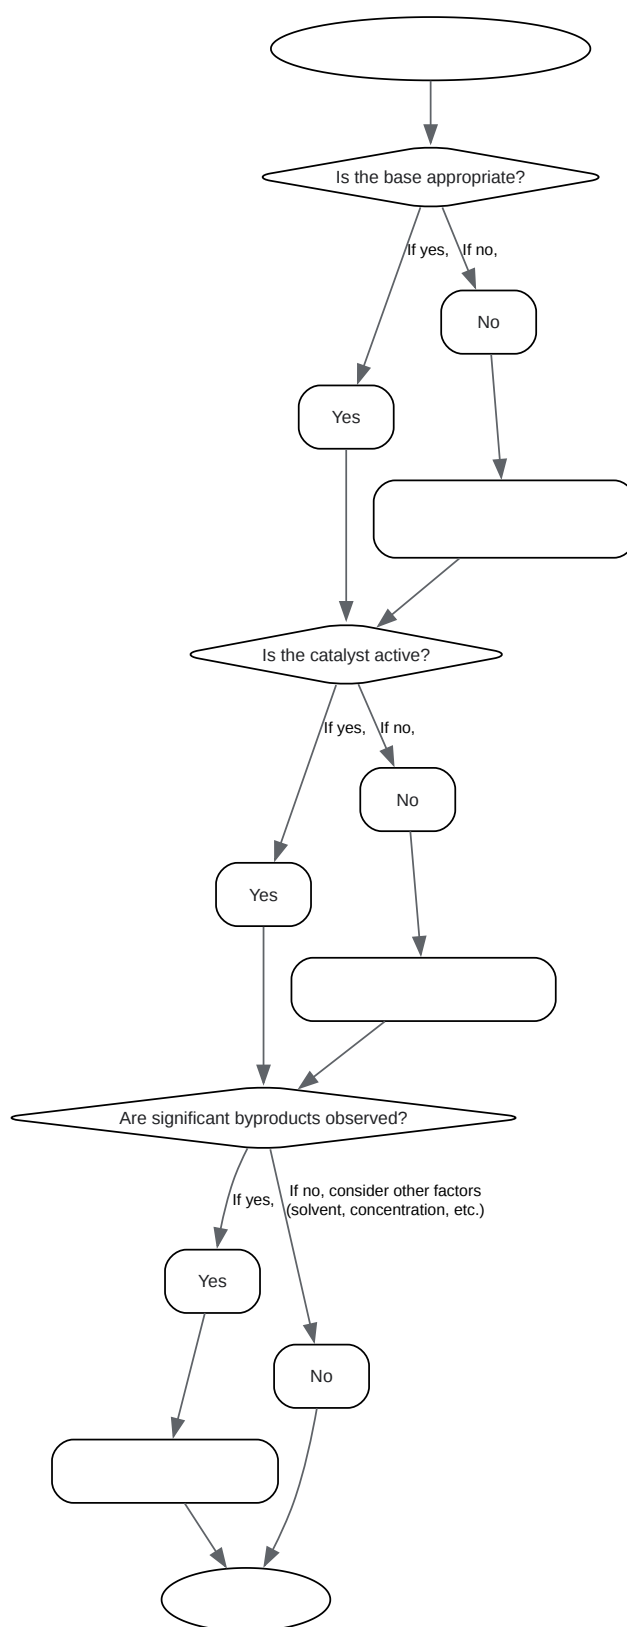 Is the base appropriate?
If yes,
If no,
No
Yes
Is the catalyst active?
If yes,
If no,
No
Yes
Are significant byproducts observed?
If yes,
If no, consider other factors
(solvent, concentration, etc.)
Yes
No